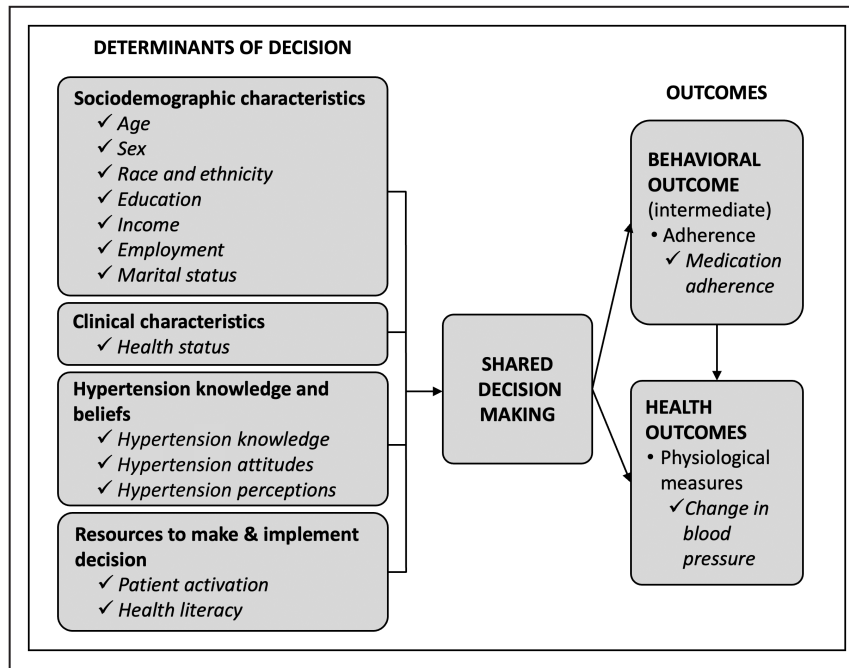 DETERMINANTS OF DECISION
Sociodemographic characteristics
✓ Age
✓ Sex
✓ Race and ethnicity
✓ Education
✓ Income
✓ Employment
✓ Marital status
Clinical characteristics
✓ Health status
Hypertension knowledge and
beliefs
✓ Hypertension knowledge
✓ Hypertension attitudes
✓ Hypertension perceptions
Resources to make & implement
decision
✓ Patient activation
✓ Health literacy
SHARED
DECISION
MAKING
OUTCOMES
BEHAVIORAL
OUTCOME
(intermediate)
• Adherence
✓ Medication
adherence
HEALTH
OUTCOMES
• Physiological
measures
✓ Change in
blood
pressure